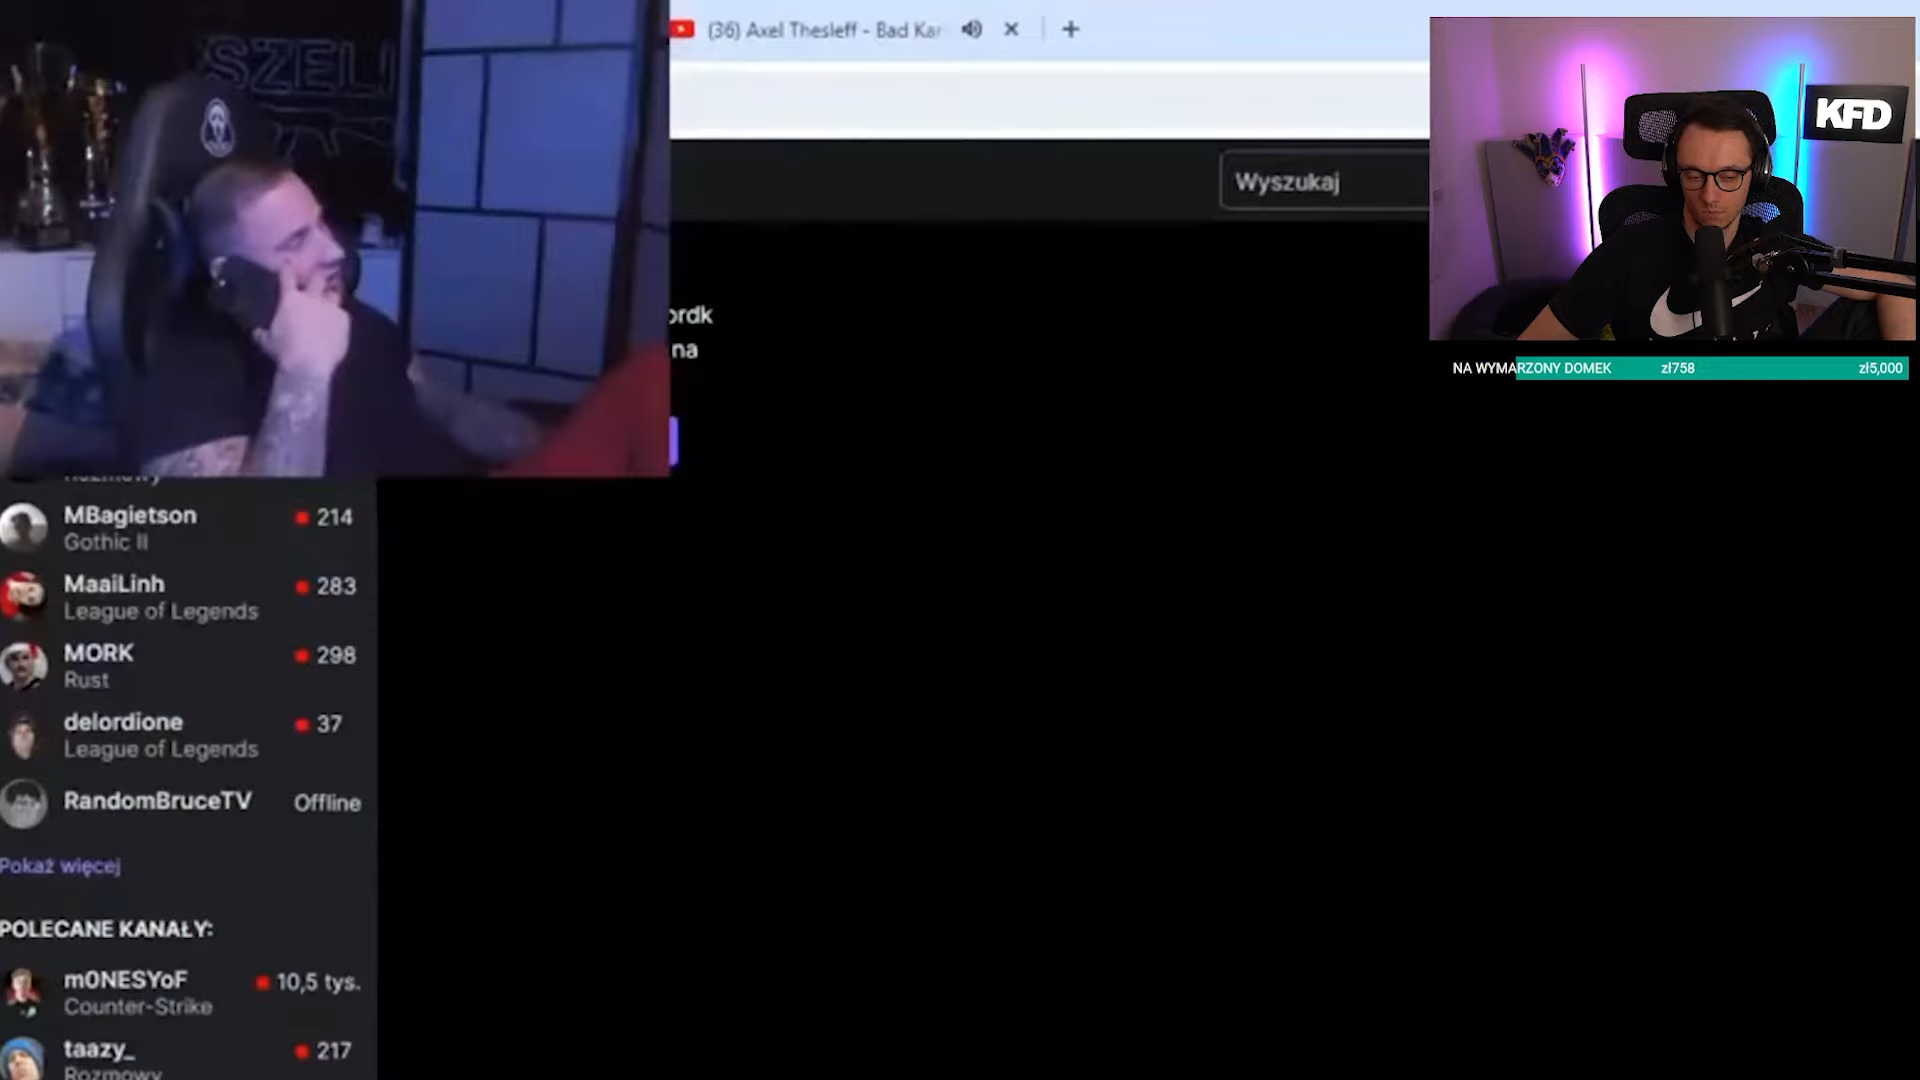 (36) Axel Thesleff - Bad Kar
SZELI
KFD
Wyszukaj
ordk
na
NA WYMARZONY DOMEK zł758 zł5,000
MBagietson 214
Gothic II
MaaiLinh 283
League of Legends
MORK 298
Rust
delordione 37
League of Legends
RandomBruceTV Offline
Pokaż więcej
POLECANE KANAŁY:
m0NESYoF 10,5 tys.
Counter-Strike
taazy_ 217
Rozmowy